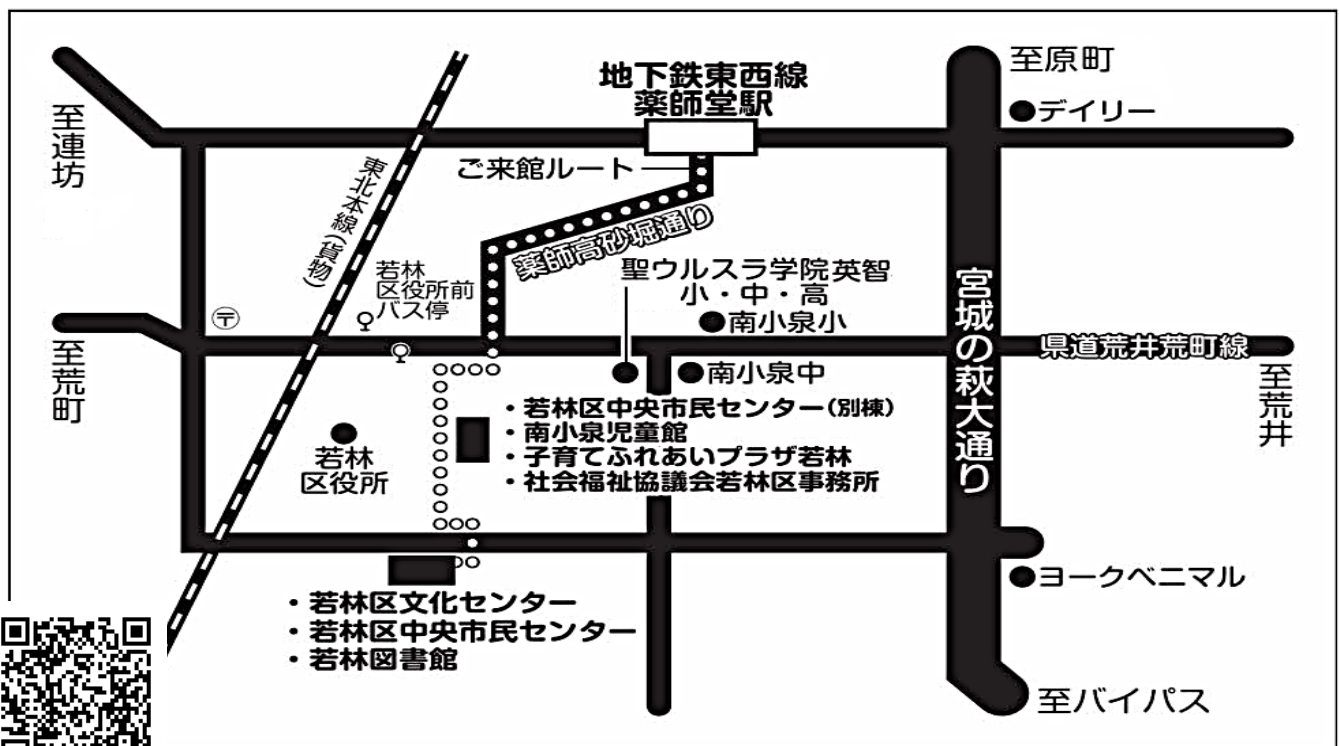 至原町
地下鉄東西線
薬師堂駅
デイリー
至連坊
ご来館ルート
東北本線(貨物)
薬師高砂堀通り
若林
区役所前
バス停
聖ウルスラ学院英智
小・中・高
南小泉小
宮城の萩大通り
〒
県道荒井荒町線
至荒町
至荒井
南小泉中
・若林区中央市民センター(別棟)
・南小泉児童館
・子育てふれあいプラザ若林
・社会福祉協議会若林区事務所
若林
区役所
ヨークベニマル
・若林区文化センター
・若林区中央市民センター
・若林図書館
至バイパス